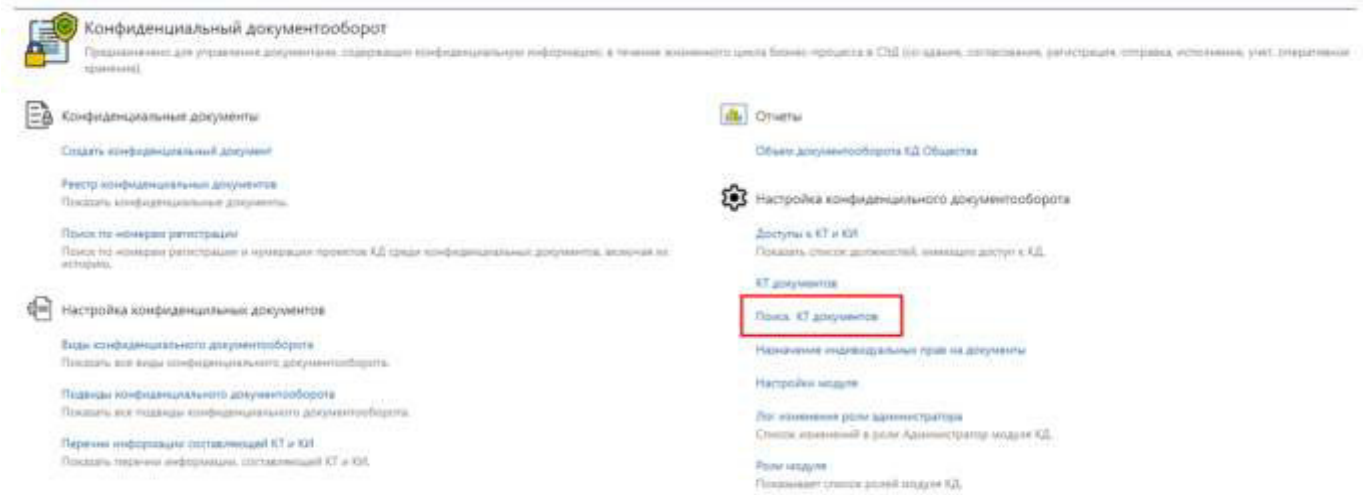 Конфиденциальный документооборот
Предназначено для управления документами, содержащих конфиденциальную информацию, в течение жизненного цикла бизнес-процесса в СЭД (создание, согласование, регистрация, отправка, исполнение, учет, оперативное
хранение).
Конфиденциальные документы
Создать конфиденциальный документ
Реестр конфиденциальных документов
Показать конфиденциальные документы.
Поиск по номерам регистрации
Поиск по номерам регистрации и нумерации проектов КД среди конфиденциальных документов, включая их
историю.
Настройка конфиденцильных документов
Виды конфиденциального документооборота
Показать все виды конфиденциального документооборота.
Подвиды конфиденциального документооборота
Показать все подвиды конфиденциального документооборота.
Перечни информации составляющей КТ и КИ
Показать перечни информации, составляющей КТ и КИ.
Отчеты
Объем документооборота КД Общества
Настройка конфиденцильного документооборота
Доступы к КТ и КИ
Показать список должностей, имеющих доступ к КД.
КТ документов
Поиск КТ документов
Назначение индивидуальных прав на документы
Настройки модуля
Лог изменения роли администратора
Список изменений в роли Администратор модуля КД.
Роли модуля
Показывает список ролей модуля КД.